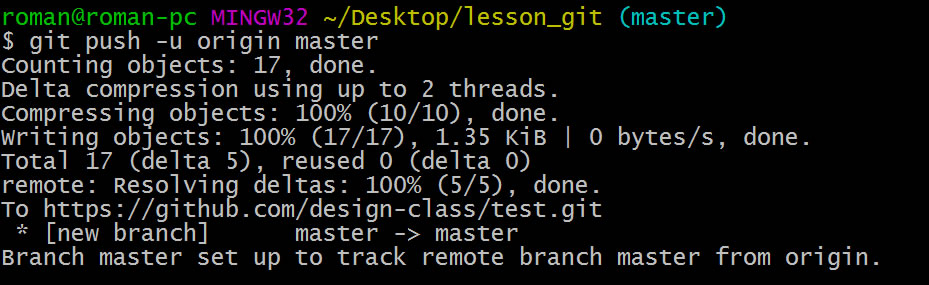 roman@roman-pc MINGW32 ~/Desktop/lesson_git (master)
$ git push -u origin master
Counting objects: 17, done.
Delta compression using up to 2 threads.
Compressing objects: 100% (10/10), done.
Writing objects: 100% (17/17), 1.35 KiB | 0 bytes/s, done.
Total 17 (delta 5), reused 0 (delta 0)
remote: Resolving deltas: 100% (5/5), done.
To https://github.com/design-class/test.git
 * [new branch]      master -> master
Branch master set up to track remote branch master from origin.